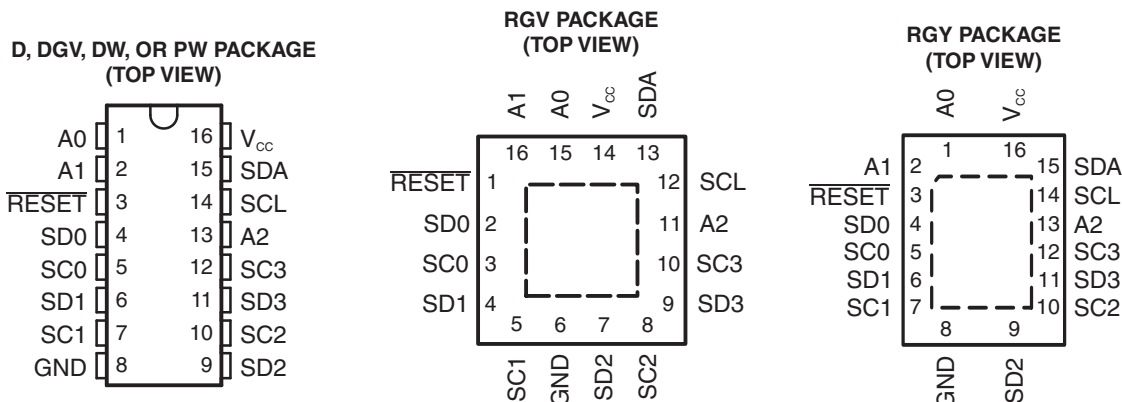 D, DGV, DW, OR PW PACKAGE
(TOP VIEW)
A0 1 16 VCC
A1 2 15 SDA
RESET 3 14 SCL
SD0 4 13 A2
SC0 5 12 SC3
SD1 6 11 SD3
SC1 7 10 SC2
GND 8 9 SD2
RGV PACKAGE
(TOP VIEW)
A1 A0 VCC SDA
16 15 14 13
RESET 1 12 SCL
SD0 2 11 A2
SC0 3 10 SC3
SD1 4 9 SD3
5 6 7 8
SC1 GND SD2 SC2
RGY PACKAGE
(TOP VIEW)
A0 VCC
1 16
A1 2 15 SDA
RESET 3 14 SCL
SD0 4 13 A2
SC0 5 12 SC3
SD1 6 11 SD3
SC1 7 10 SC2
8 9
GND SD2